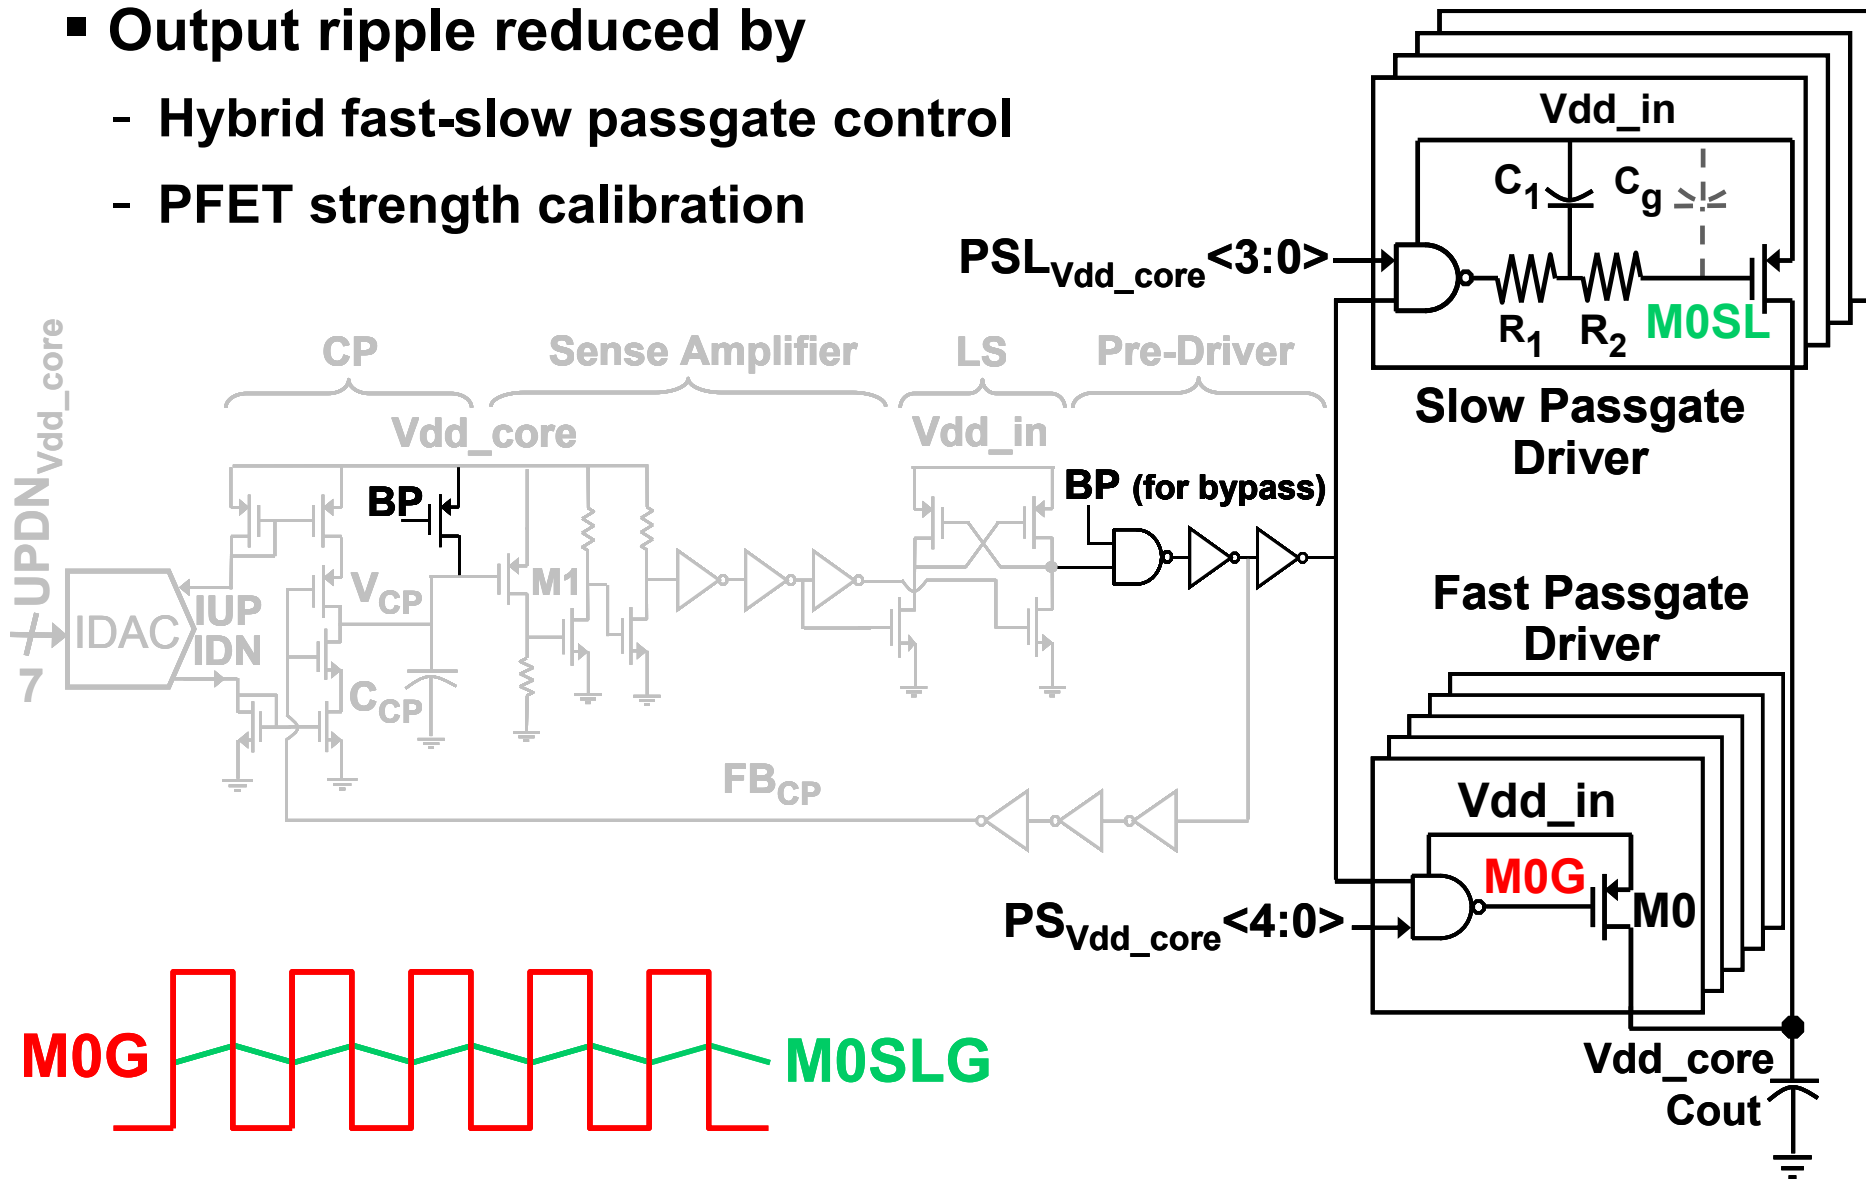 ▪ Output ripple reduced by
- Hybrid fast-slow passgate control
- PFET strength calibration
Vdd_in
C1
Cg
PSLVdd_core<3:0>
R1
R2
M0SL
Slow Passgate
Driver
CP
Sense Amplifier
LS
Pre-Driver
Vdd_core
Vdd_in
UPDNVdd_core
7
IDAC
IUP
IDN
BP
VCP
CCP
M1
BP (for bypass)
FBCP
Fast Passgate
Driver
Vdd_in
M0G
M0
PSVdd_core<4:0>
Vdd_core
Cout
M0G
M0SLG